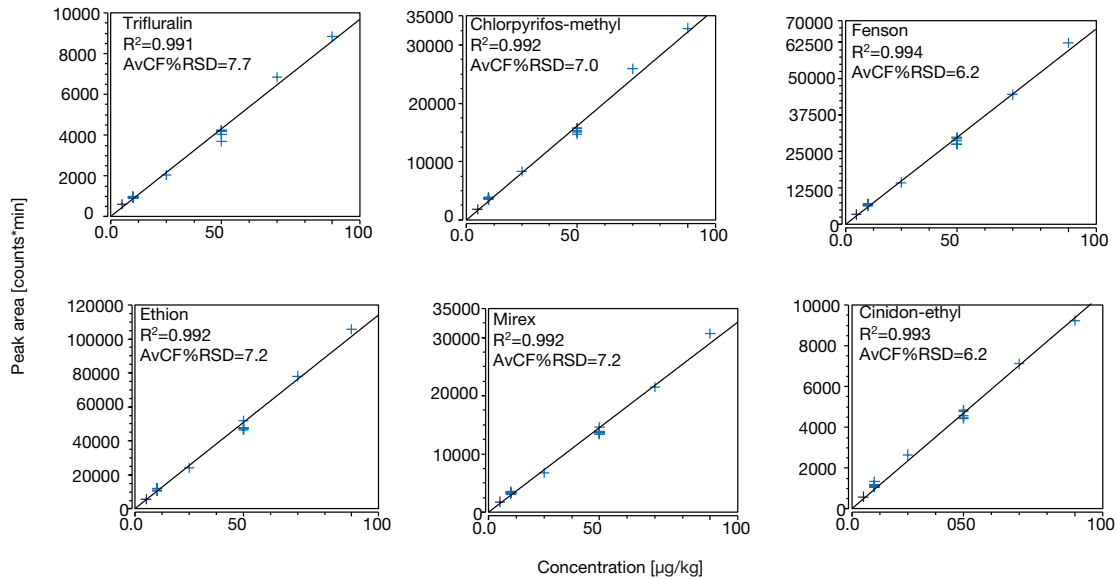 Peak area [counts*min]
Trifluralin
R²=0.991
AvCF%RSD=7.7
10000
8000
6000
4000
2000
0
0.0
50
100
Chlorpyrifos-methyl
R²=0.992
AvCF%RSD=7.0
35000
30000
20000
10000
0
0.0
50
100
Fenson
R²=0.994
AvCF%RSD=6.2
70000
62500
50000
37500
25000
12500
0
0.0
50
100
Ethion
R²=0.992
AvCF%RSD=7.2
120000
100000
80000
60000
40000
20000
0
0.0
50
100
Mirex
R²=0.992
AvCF%RSD=7.2
35000
30000
20000
10000
0
0.0
50
100
Cinidon-ethyl
R²=0.993
AvCF%RSD=6.2
10000
8000
6000
4000
2000
0
0.0
050
100
Concentration [µg/kg]